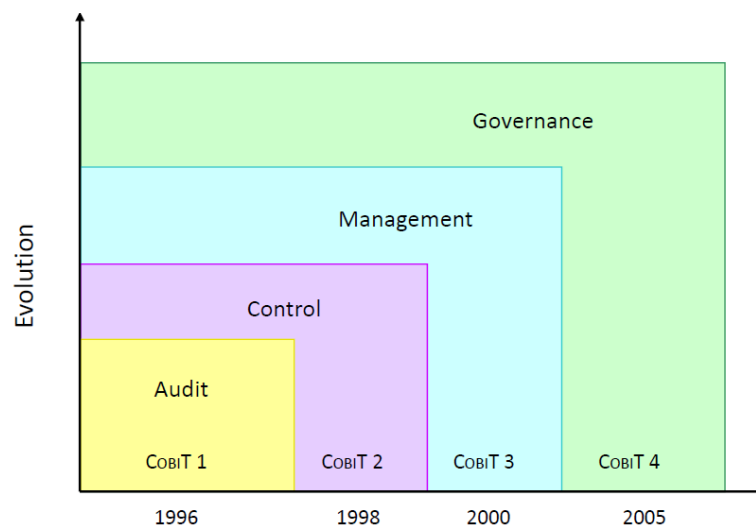 Governance
Management
Control
Audit
Evolution
COBIT 1
COBIT 2
COBIT 3
COBIT 4
1996
1998
2000
2005